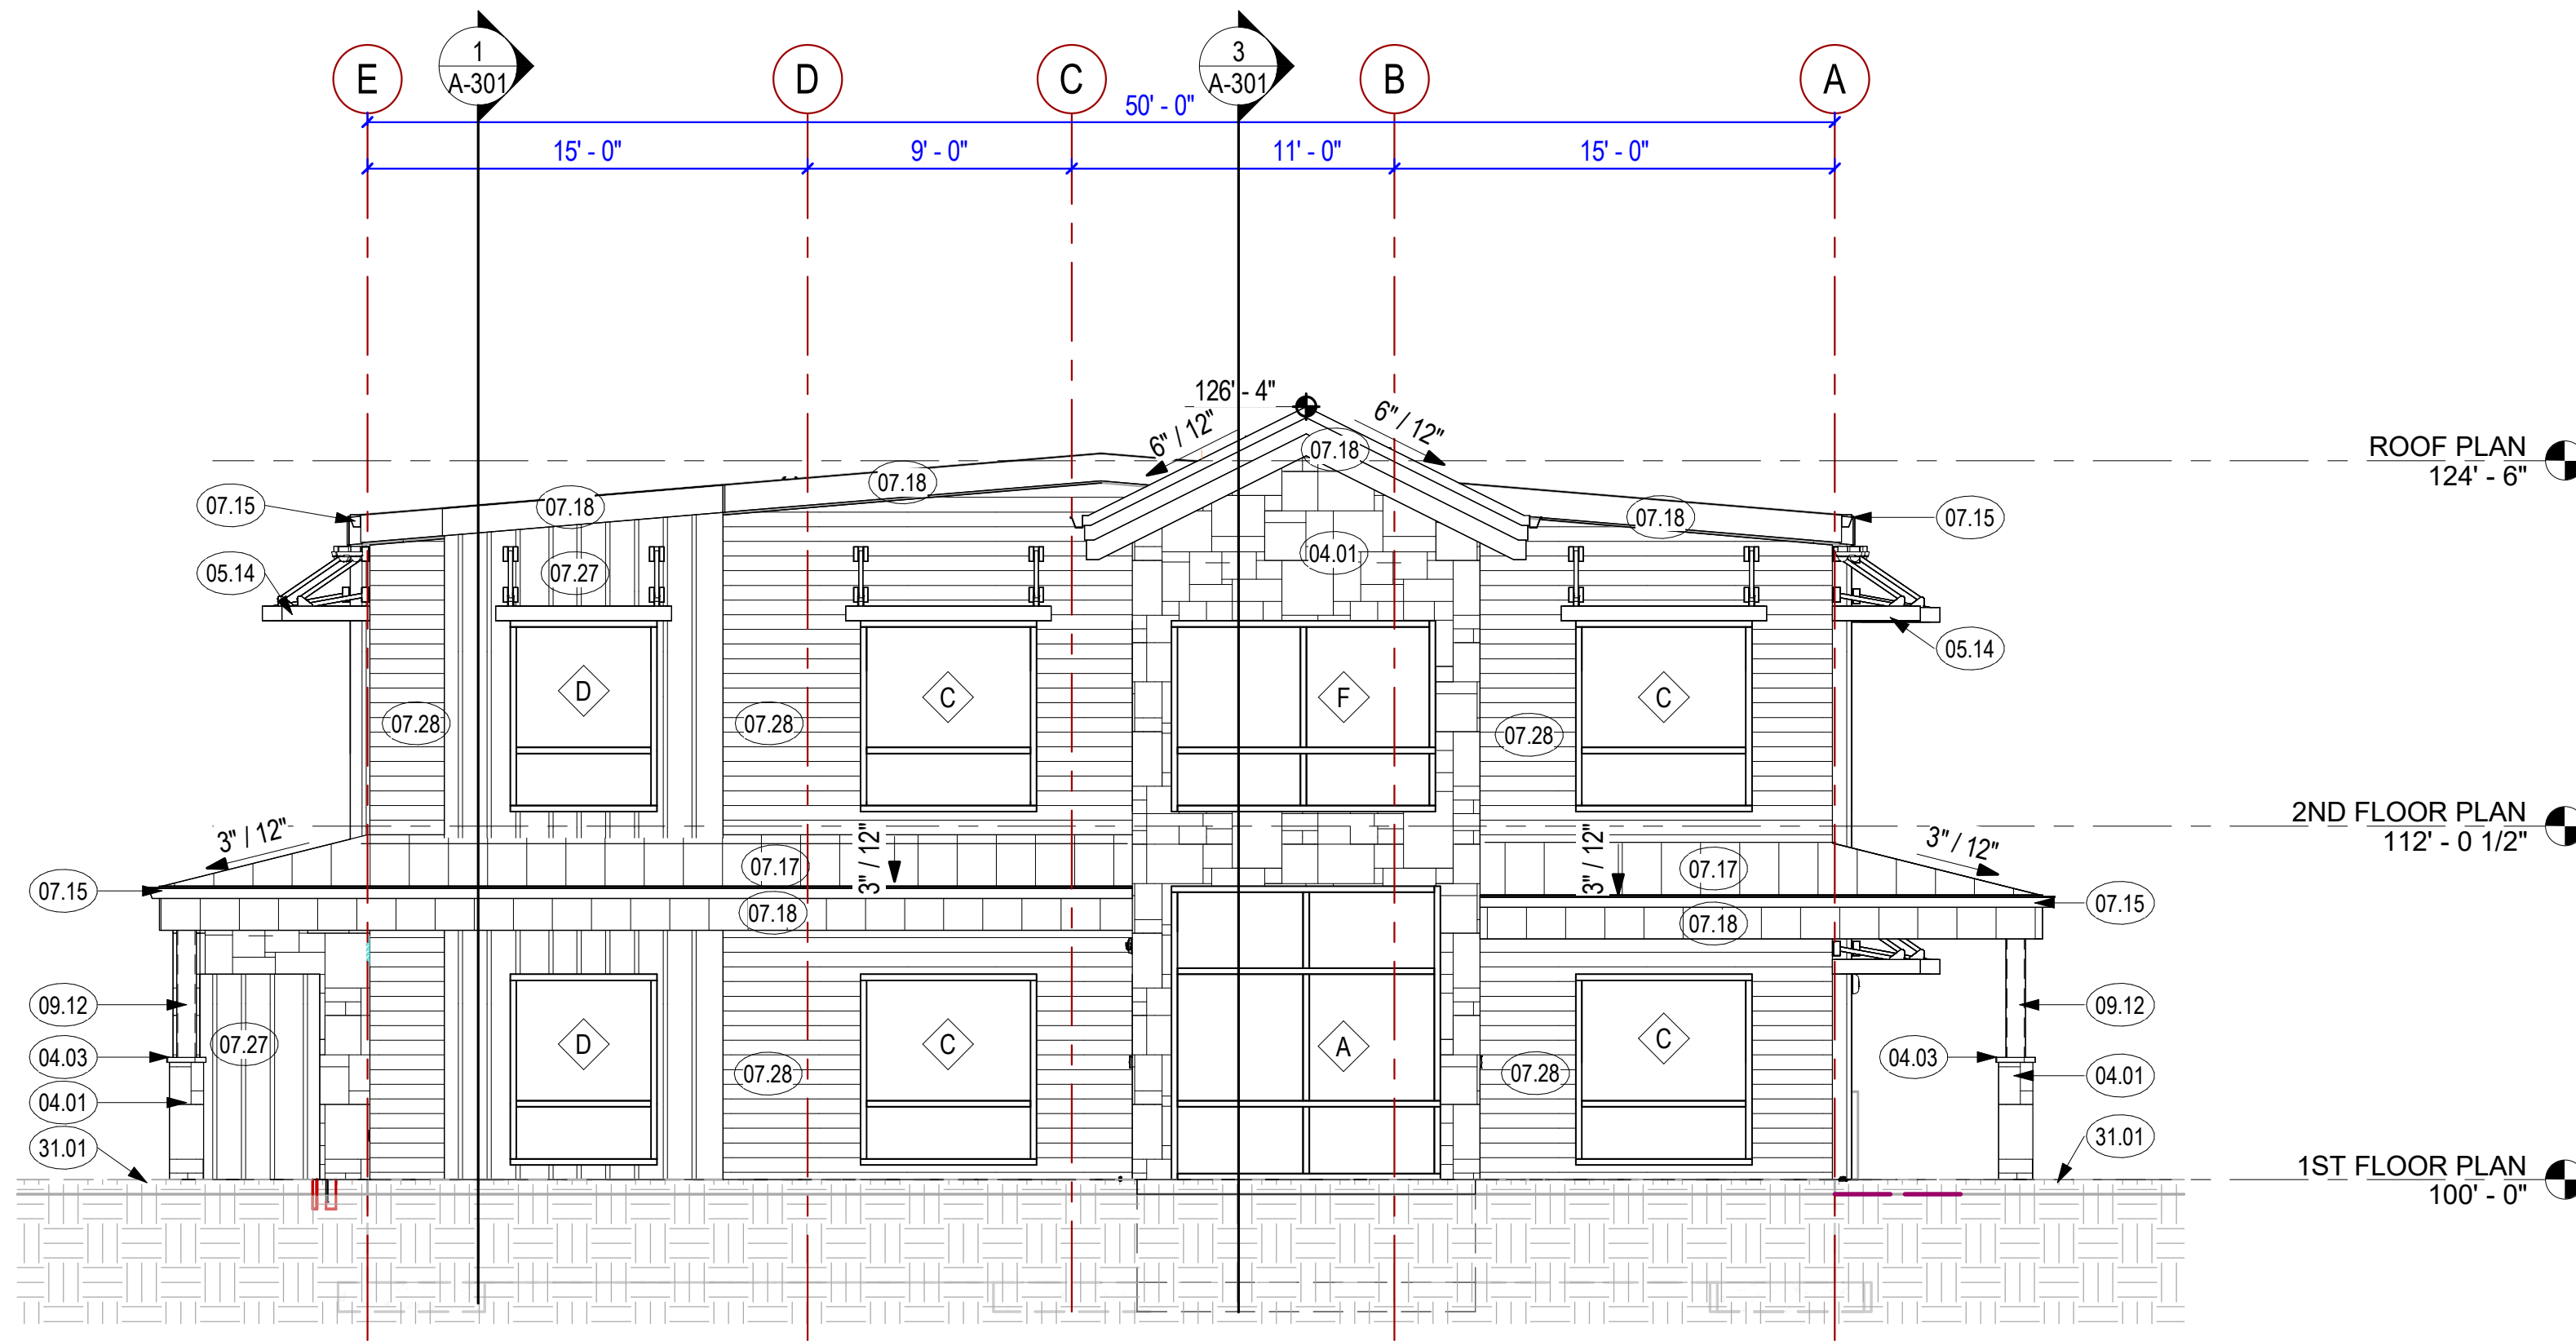 1
A-301
3
A-301
E
D
C
B
A
50' - 0"
15' - 0"
9' - 0"
11' - 0"
15' - 0"
126' - 4"
6" / 12"
6" / 12"
07.18
ROOF PLAN
124' - 6"
07.15
07.18
07.18
07.18
07.15
05.14
07.27
04.01
05.14
D
C
F
C
07.28
07.28
07.28
2ND FLOOR PLAN
112' - 0 1/2"
3" / 12"
3" / 12"
3" / 12"
3" / 12"
07.17
07.17
07.15
07.18
07.18
07.15
09.12
07.27
D
C
A
C
09.12
04.03
07.28
07.28
04.03
04.01
04.01
31.01
31.01
1ST FLOOR PLAN
100' - 0"